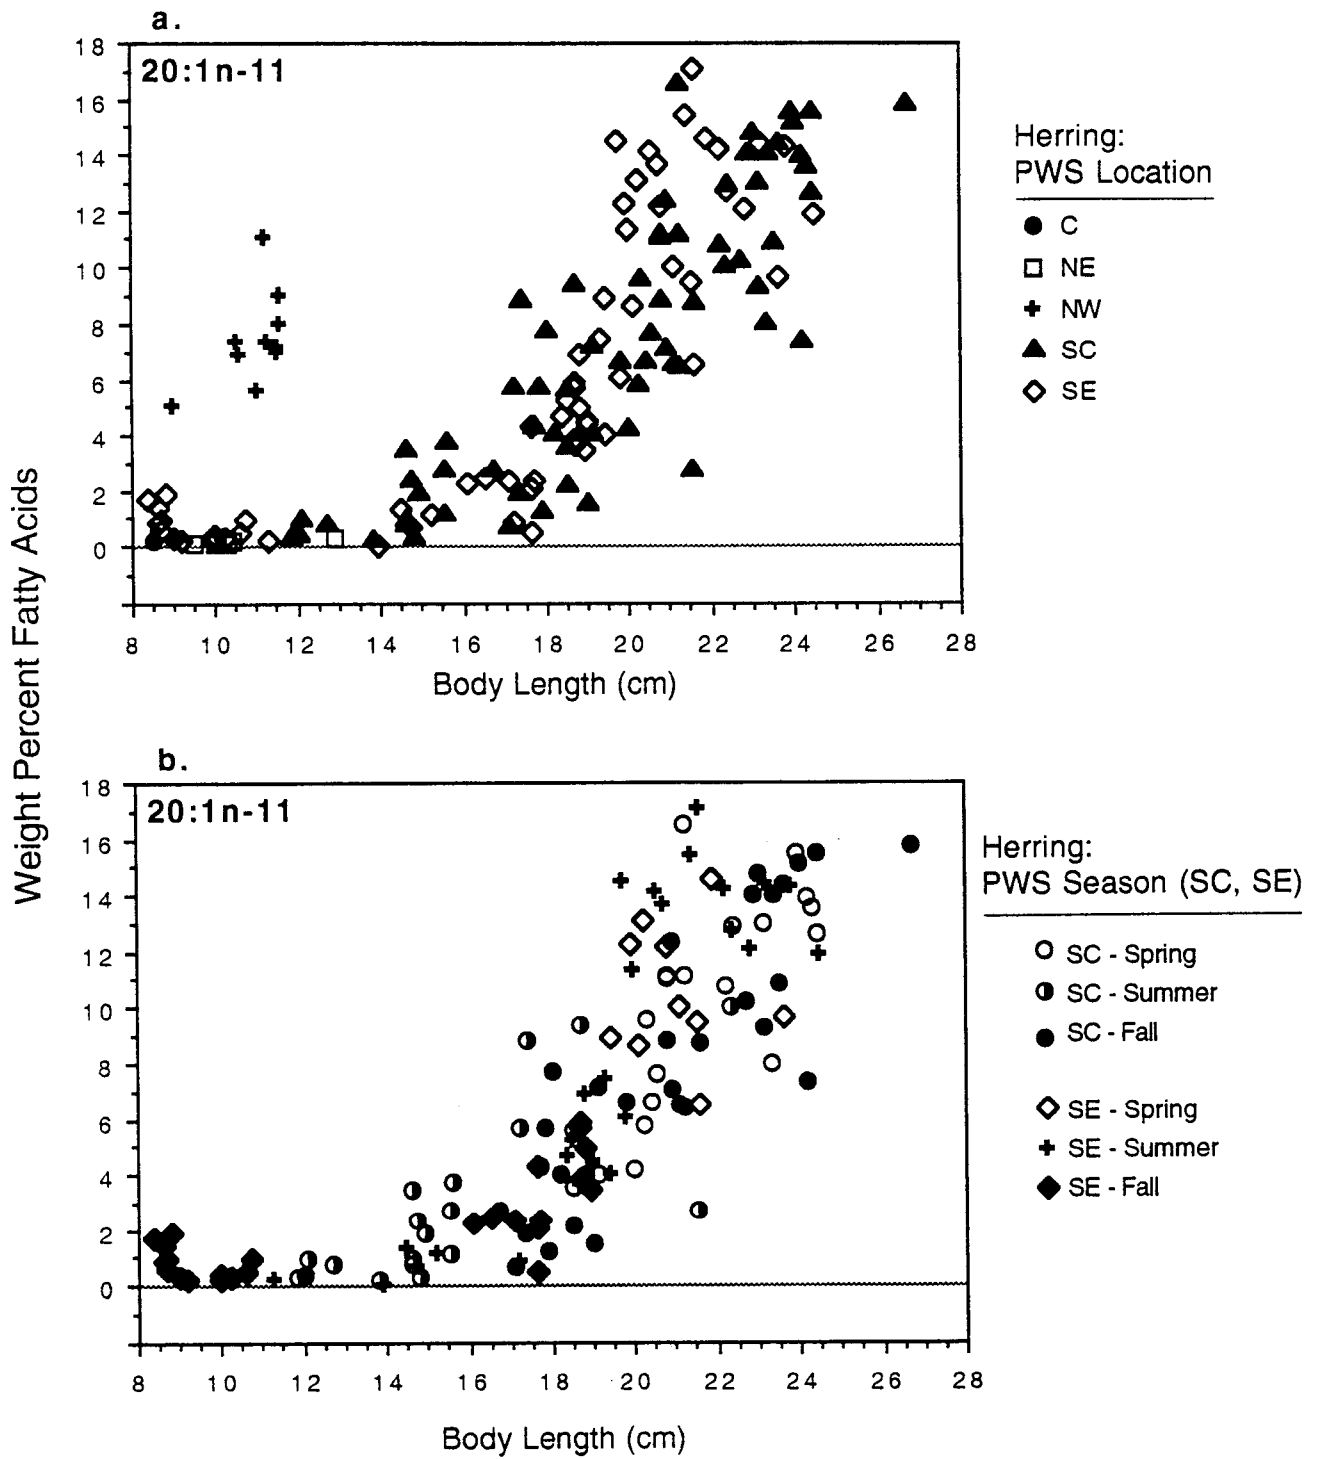 a.
20:1n-11
18
16
14
12
10
8
6
4
2
0
8 10 12 14 16 18 20 22 24 26 28
Body Length (cm)
Herring:
PWS Location
C
NE
NW
SC
SE
Weight Percent Fatty Acids
b.
20:1n-11
18
16
14
12
10
8
6
4
2
0
8 10 12 14 16 18 20 22 24 26 28
Body Length (cm)
Herring:
PWS Season (SC, SE)
SC - Spring
SC - Summer
SC - Fall
SE - Spring
SE - Summer
SE - Fall